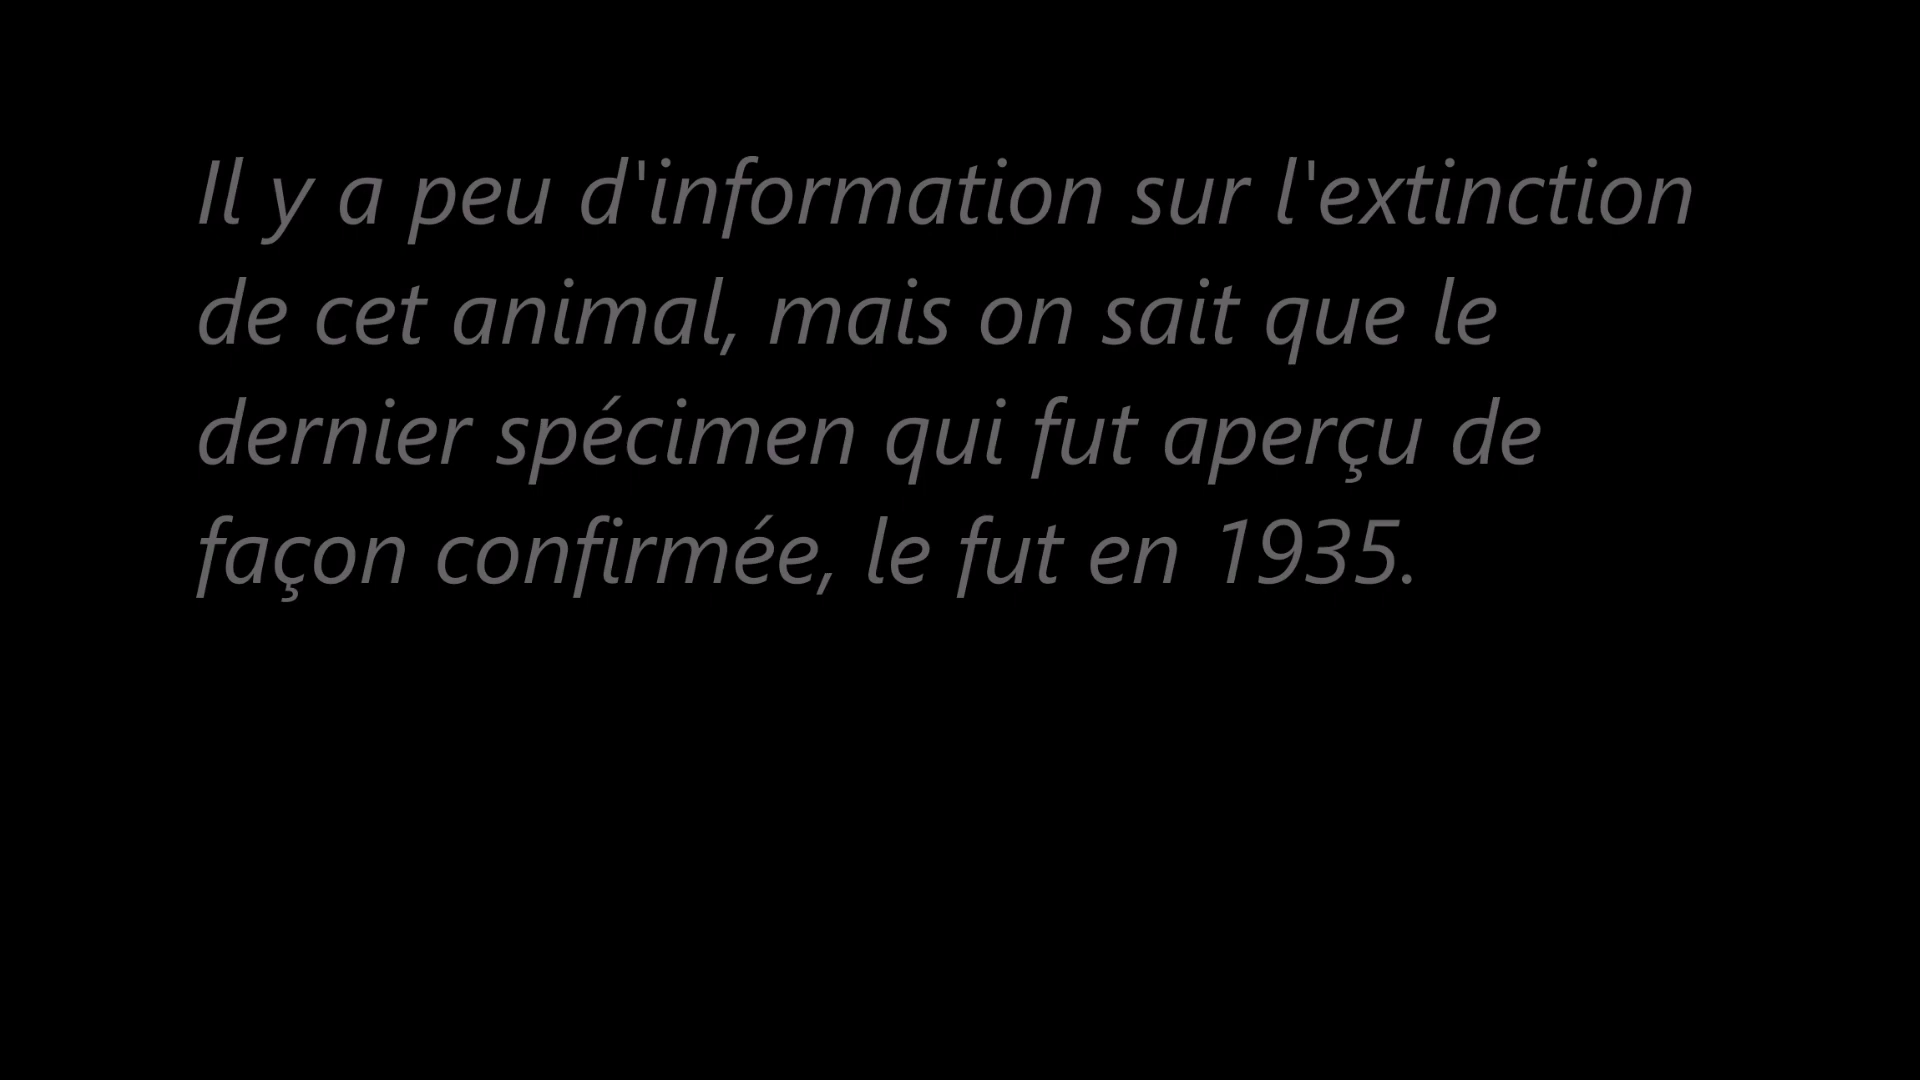 Il y a peu d'information sur l'extinction
de cet animal, mais on sait que le
dernier spécimen qui fut aperçu de
façon confirmée, le fut en 1935.